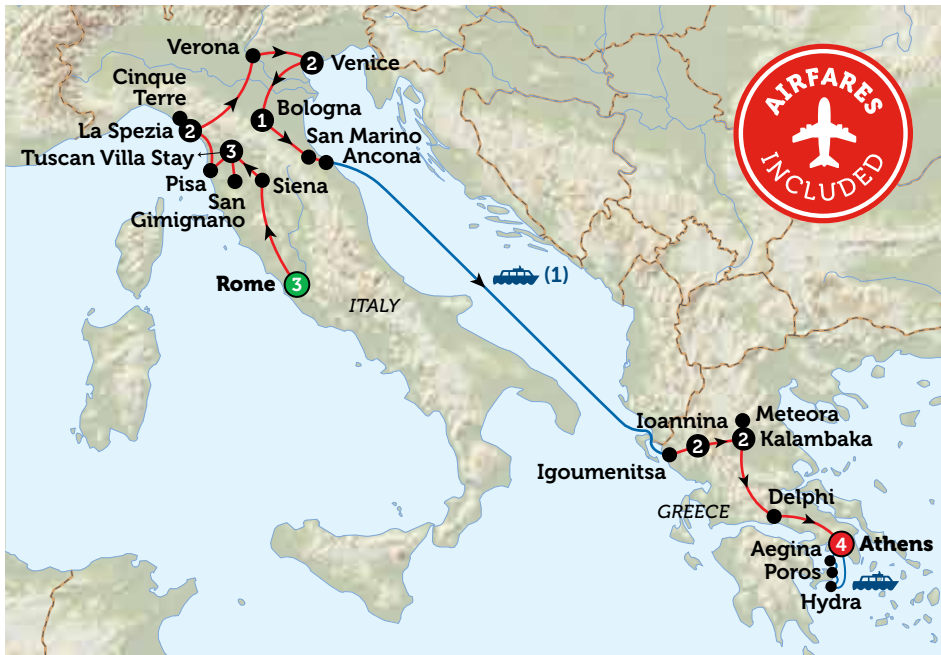 Verona
2
Venice
Cinque
Terre
1
Bologna
La Spezia
2
San Marino
Ancona
Tuscan Villa Stay
3
Pisa
San
Gimignano
Siena
Rome
3
ITALY
(1)
AIRFARES
INCLUDED
Ioannina
2
Meteora
2
Kalambaka
Igoumenitsa
GREECE
Delphi
4
Athens
Aegina
Poros
Hydra